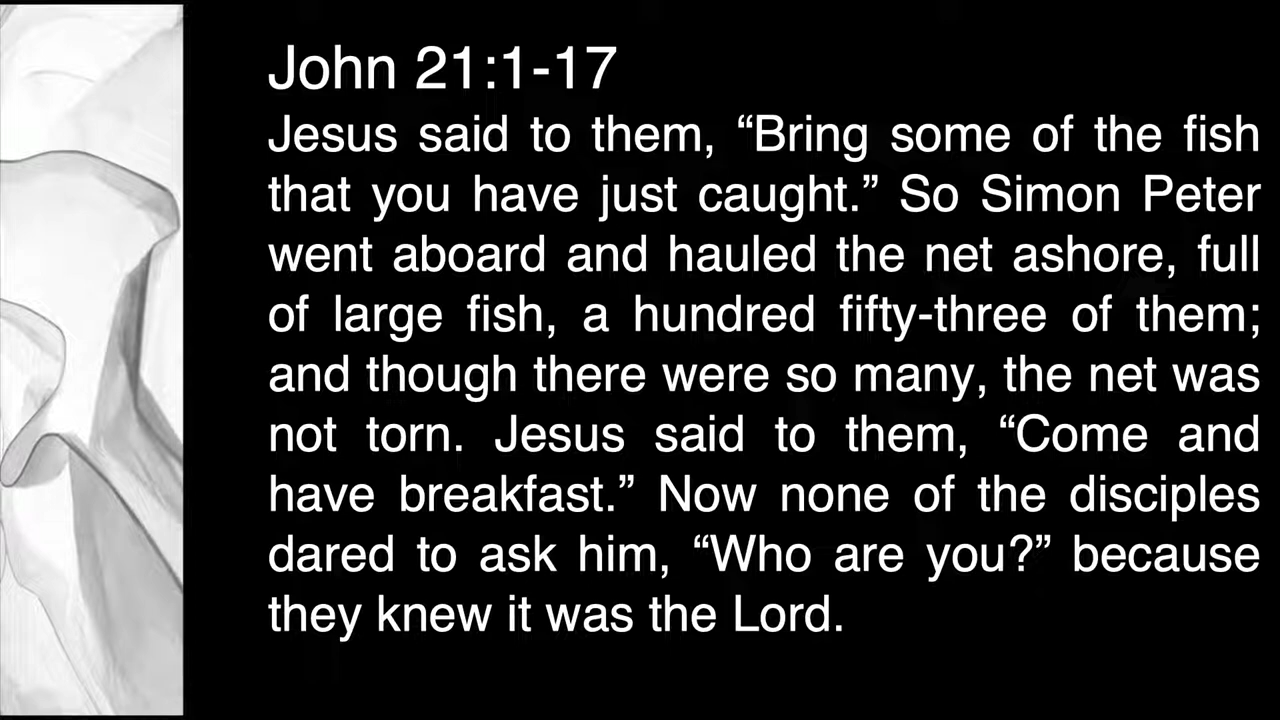 John 21:1-17
Jesus said to them, “Bring some of the fish
that you have just caught.” So Simon Peter
went aboard and hauled the net ashore, full
of large fish, a hundred fifty-three of them;
and though there were so many, the net was
not torn. Jesus said to them, “Come and
have breakfast.” Now none of the disciples
dared to ask him, “Who are you?” because
they knew it was the Lord.